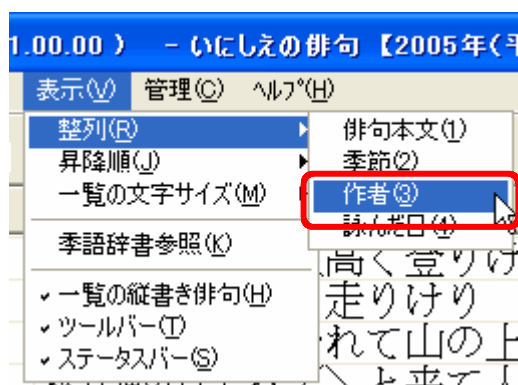 1.00.00 ） - いにしえの俳句 【2005年(
表示(V) 管理(C) ﾍﾙﾌﾟ(H)
整列(R)
昇降順(J)
一覧の文字サイズ(M)
季語辞書参照(K)
一覧の縦書き俳句(H)
ツールバー(T)
ステータスバー(S)
俳句本文(1)
季節(2)
作者(3)
詠んだ日(4)
高く登りけ
走りけり
れて山の上
と来て